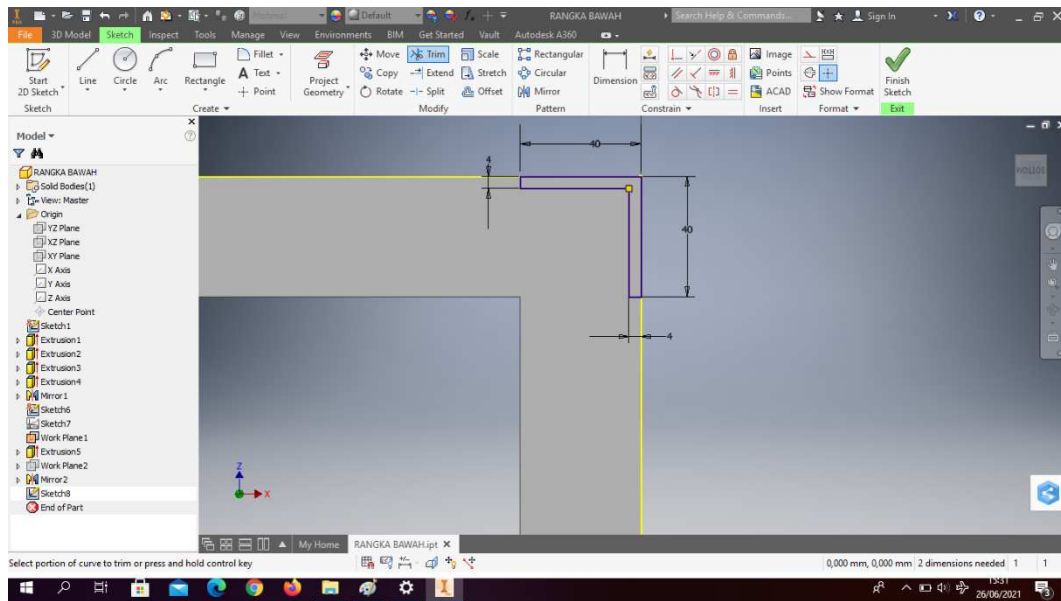 Material Default RANGKA BAWAH Search Help & Commands... Sign In
File 3D Model Sketch Inspect Tools Manage View Environments BIM Get Started Vault Autodesk A360
Start 2D Sketch Line Circle Arc Rectangle Fillet Text Point Project Geometry Move Trim Scale Rectangular Dimension Image Finish Sketch
Copy Extend Stretch Circular Points
Rotate Split Offset Mirror ACAD Show Format
Sketch Create Modify Pattern Constrain Insert Format Exit
Model
RANGKA BAWAH
Solid Bodies(1)
View: Master
Origin
YZ Plane
XZ Plane
XY Plane
X Axis
Y Axis
Z Axis
Center Point
Sketch1
Extrusion1
Extrusion2
Extrusion3
Extrusion4
Mirror1
Sketch6
Sketch7
Work Plane1
Extrusion5
Work Plane2
Mirror2
Sketch8
End of Part
40
4
40
4
BOTTOM
Z
X
My Home RANGKA BAWAH.ipt X
Select portion of curve to trim or press and hold control key 0,000 mm, 0,000 mm 2 dimensions needed 1 1
15:31
26/06/2021